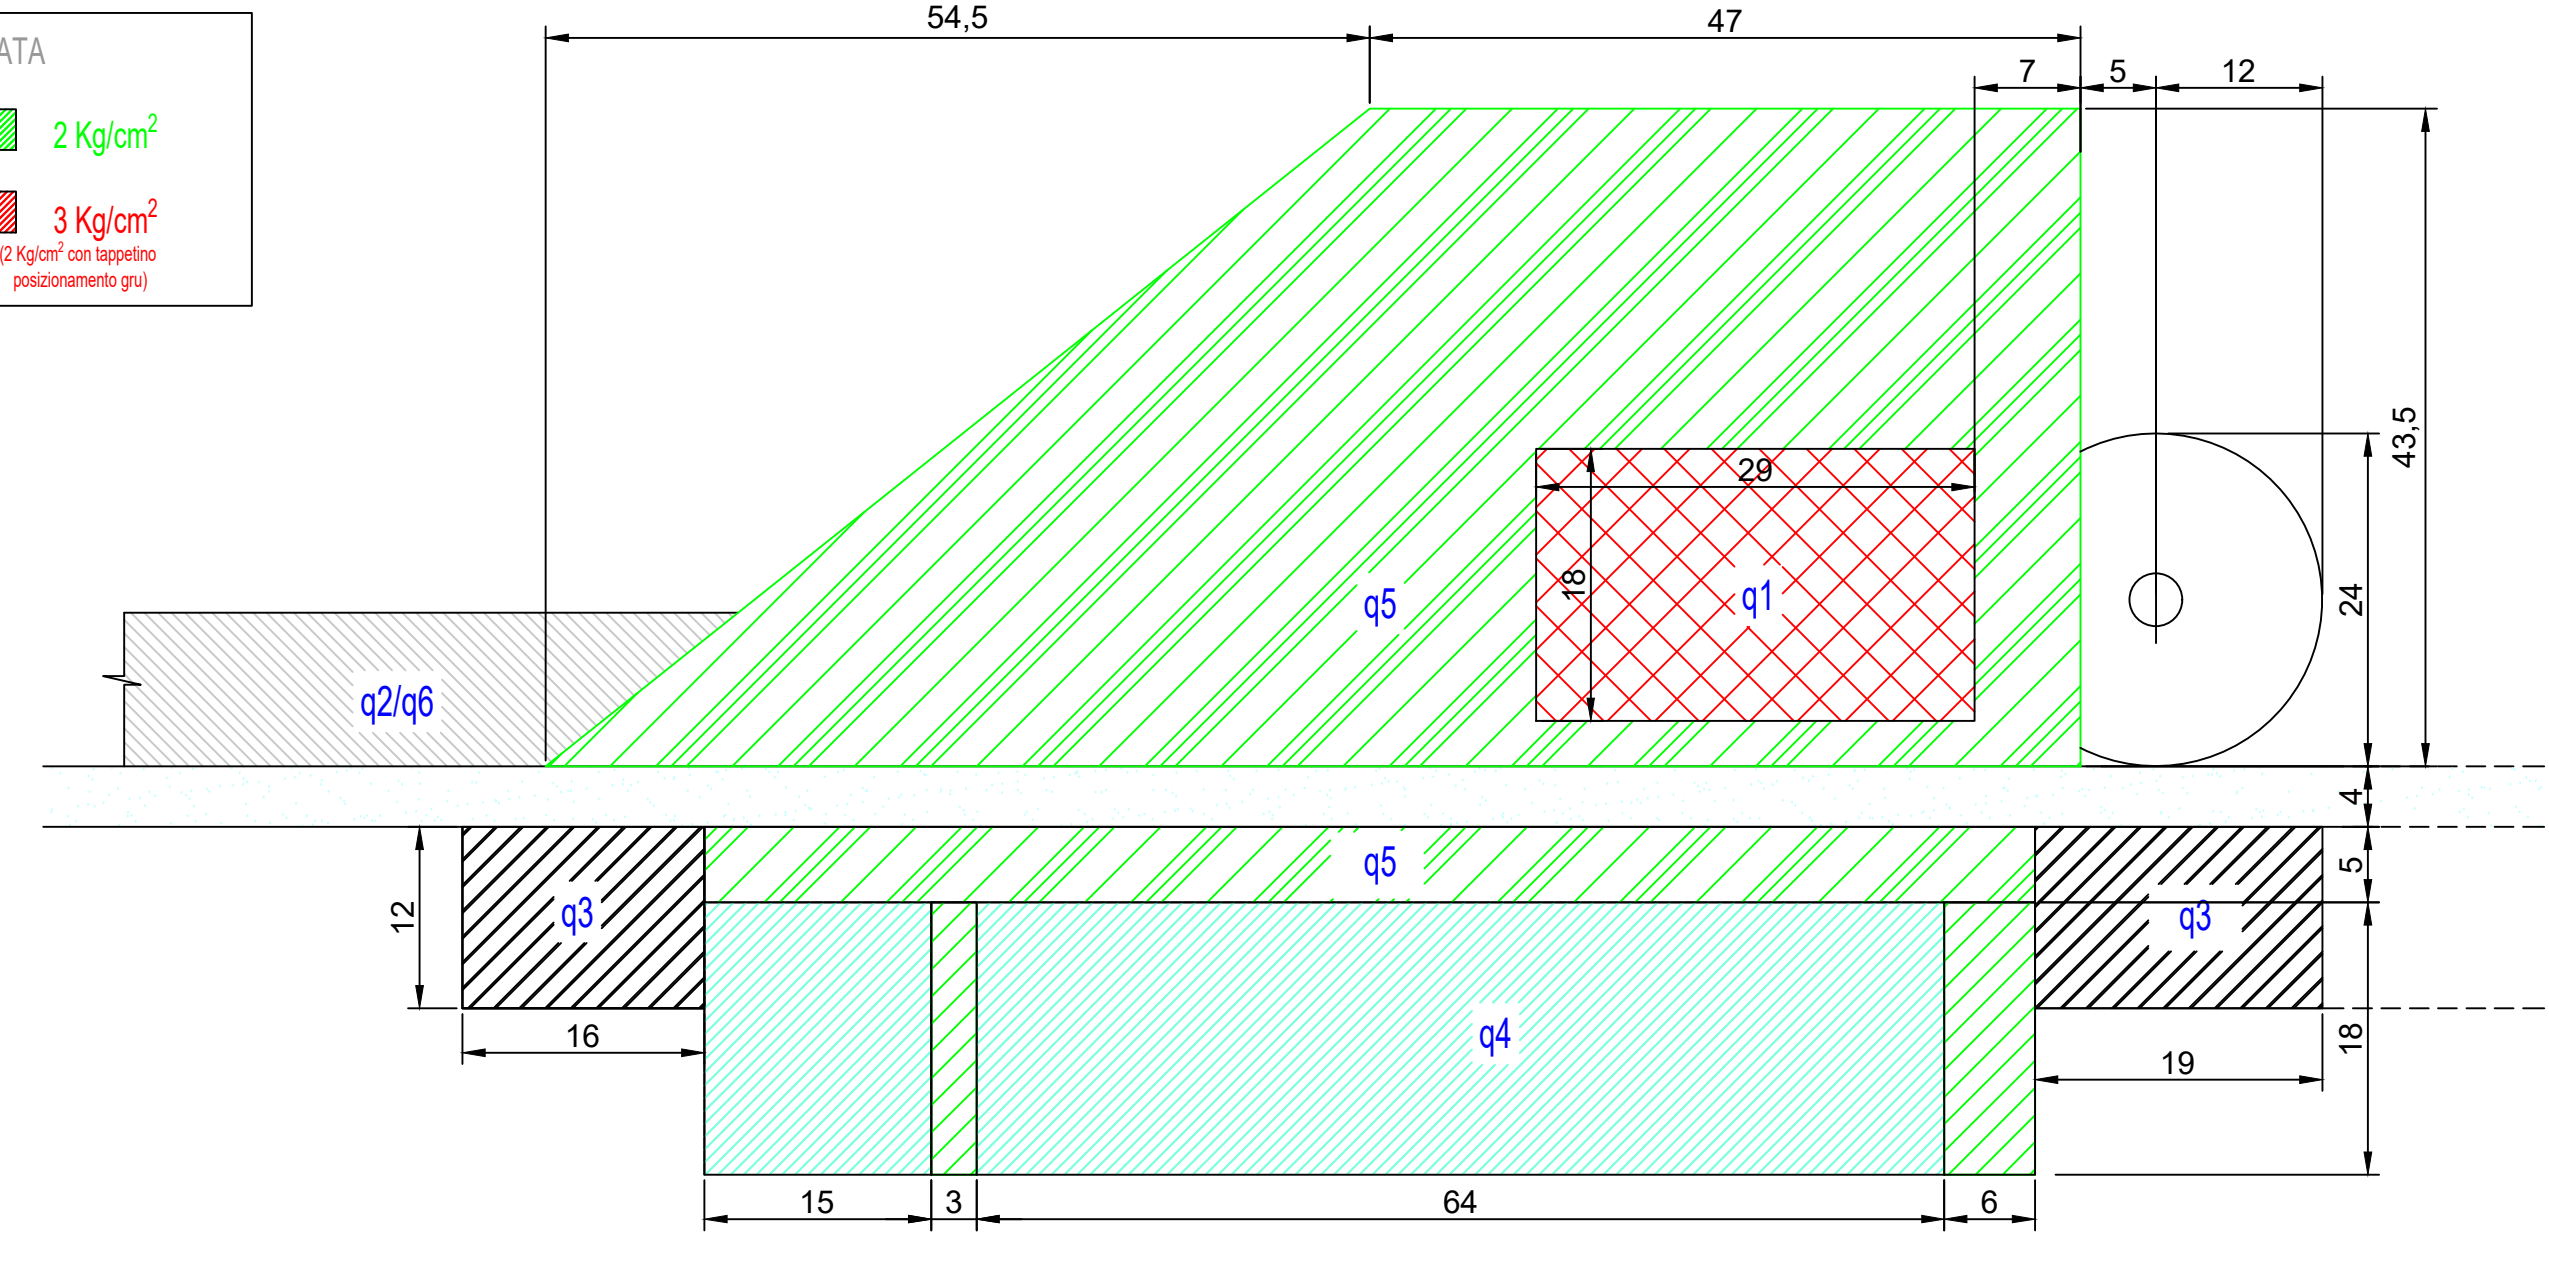 54,5
47
7
5
12
ATA
2 Kg/cm²
3 Kg/cm²
(2 Kg/cm² con tappetino
posizionamento gru)
43,5
29
18
q1
q5
24
q2/q6
4
q5
5
q3
12
q3
q4
16
18
19
15
3
64
6